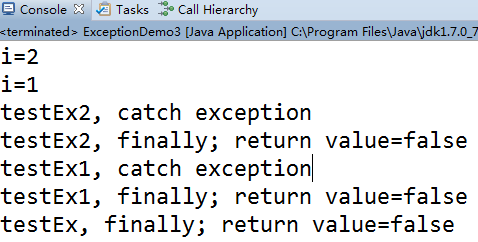 Console Tasks Call Hierarchy
<terminated> ExceptionDemo3 [Java Application] C:\Program Files\Java\jdk1.7.0_7
i=2
i=1
testEx2, catch exception
testEx2, finally; return value=false
testEx1, catch exception
testEx1, finally; return value=false
testEx, finally; return value=false